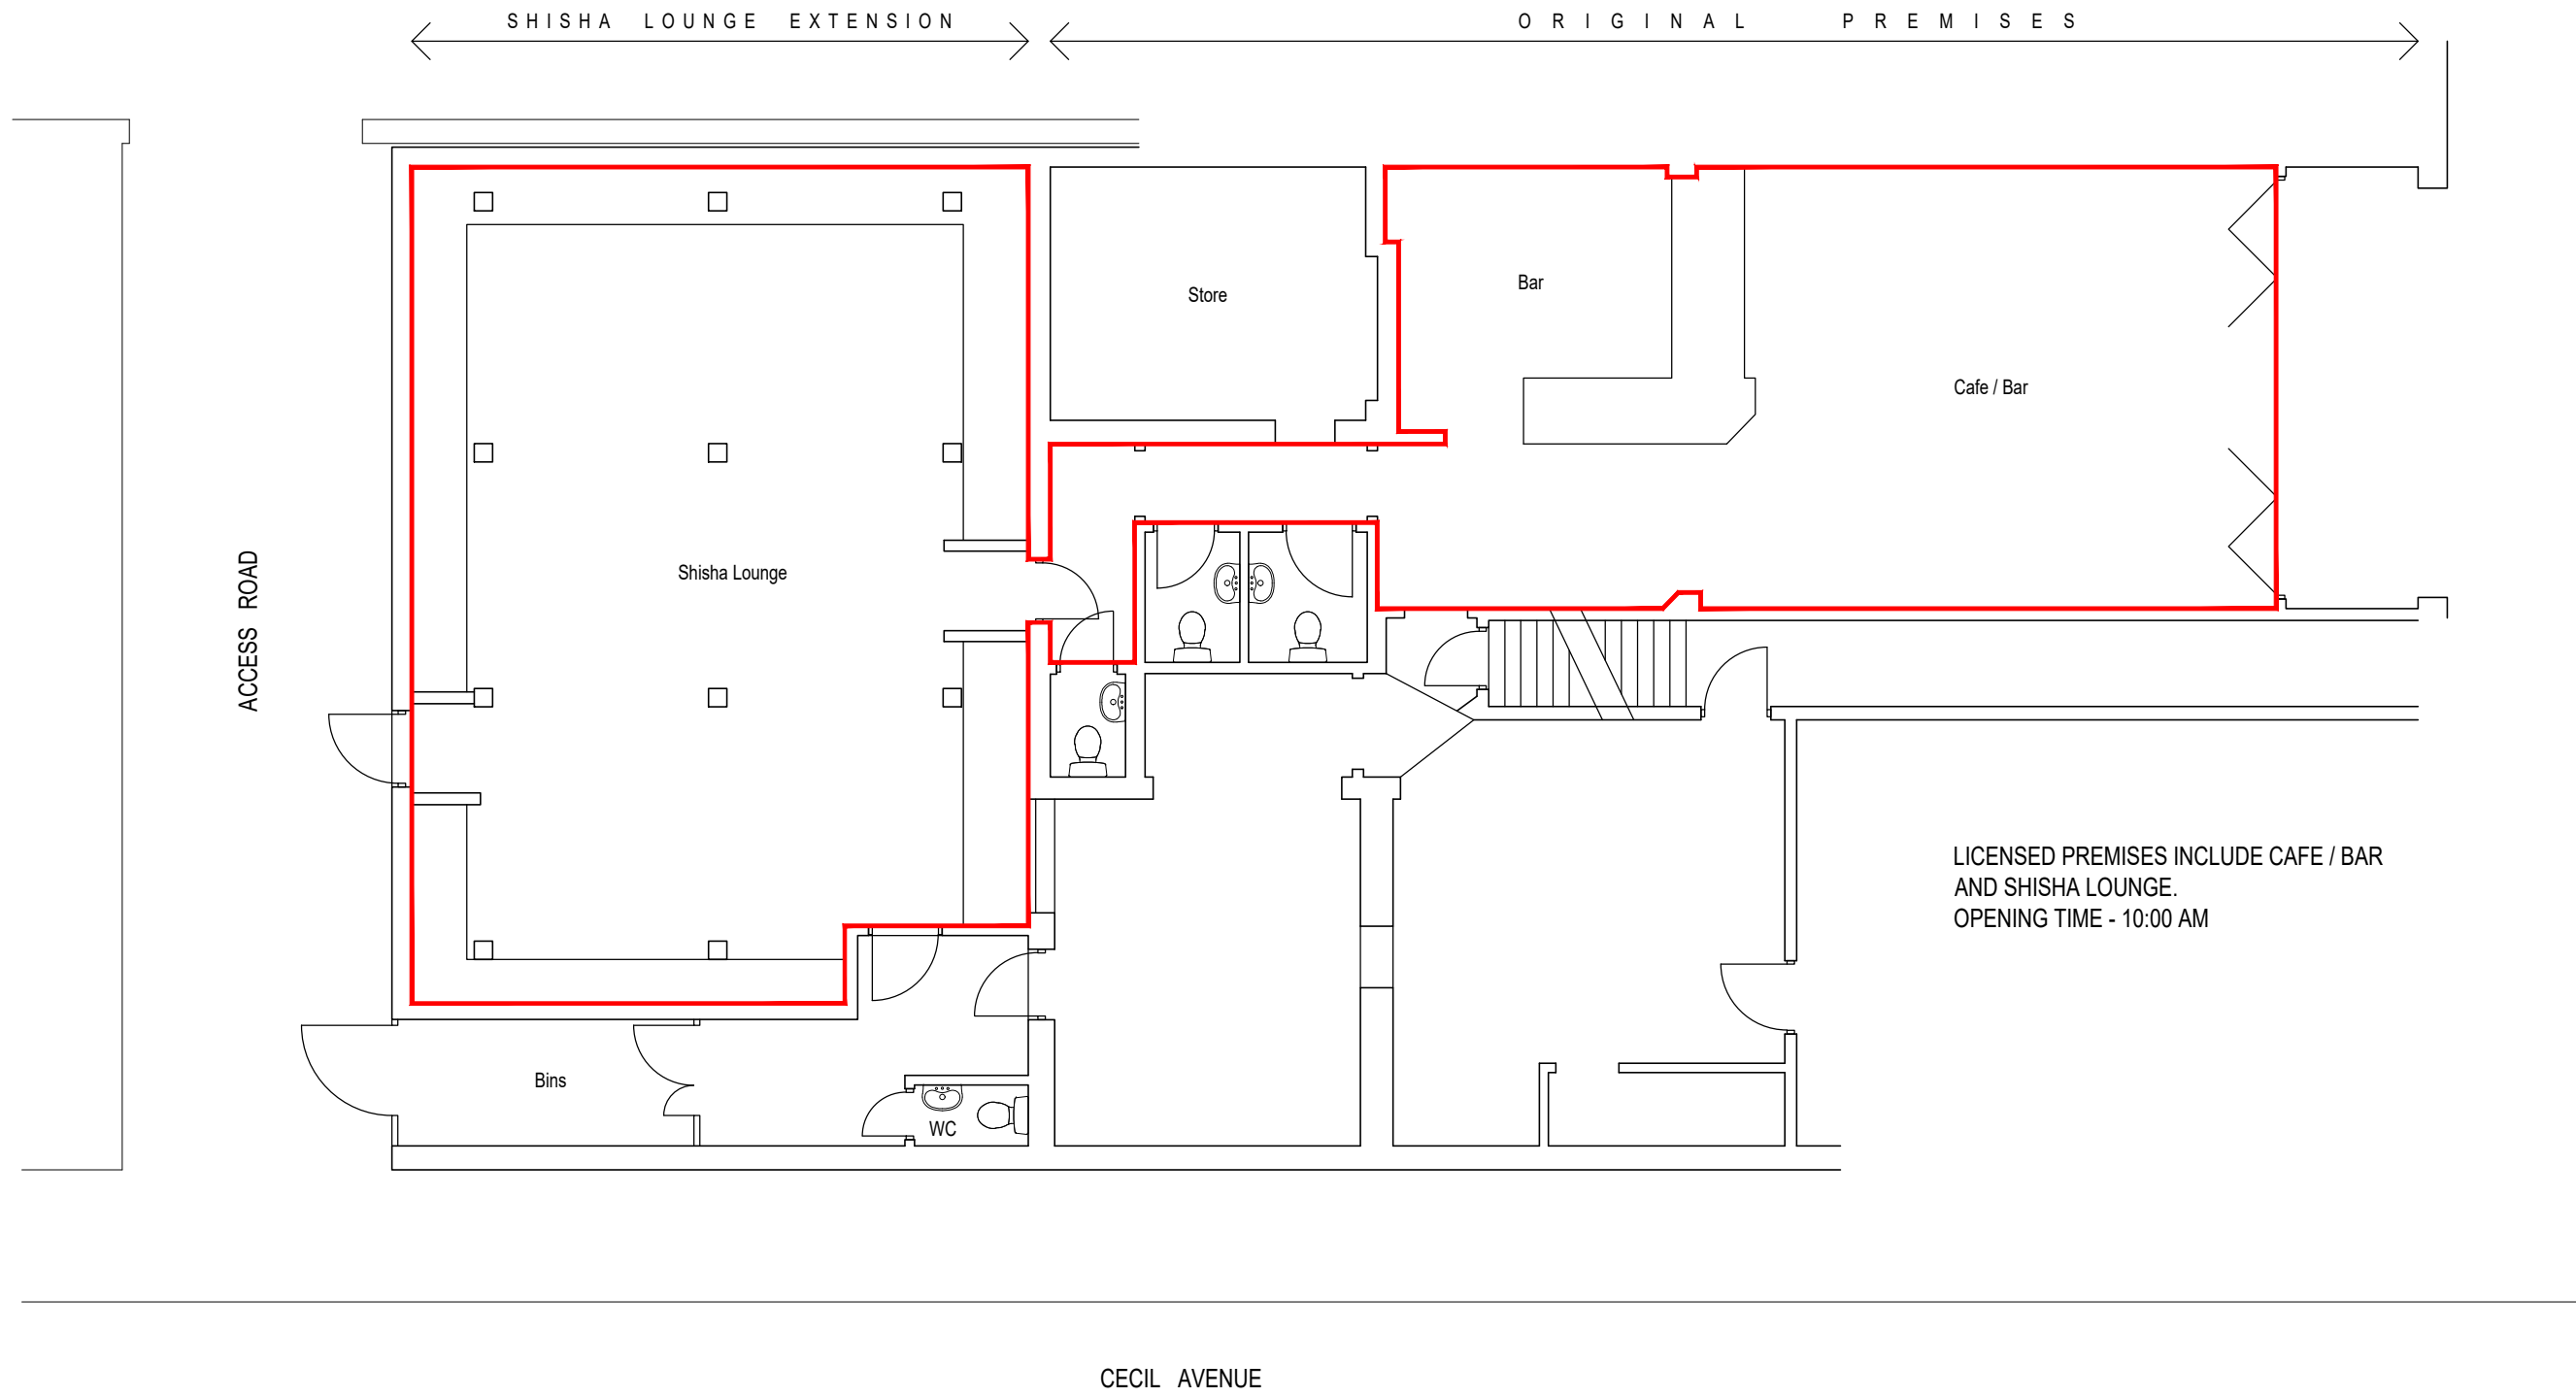 SHISHA LOUNGE EXTENSION
ORIGINAL PREMISES
Store
Bar
Cafe / Bar
Shisha Lounge
ACCESS ROAD
LICENSED PREMISES INCLUDE CAFE / BAR
AND SHISHA LOUNGE.
OPENING TIME - 10:00 AM
Bins
WC
CECIL AVENUE